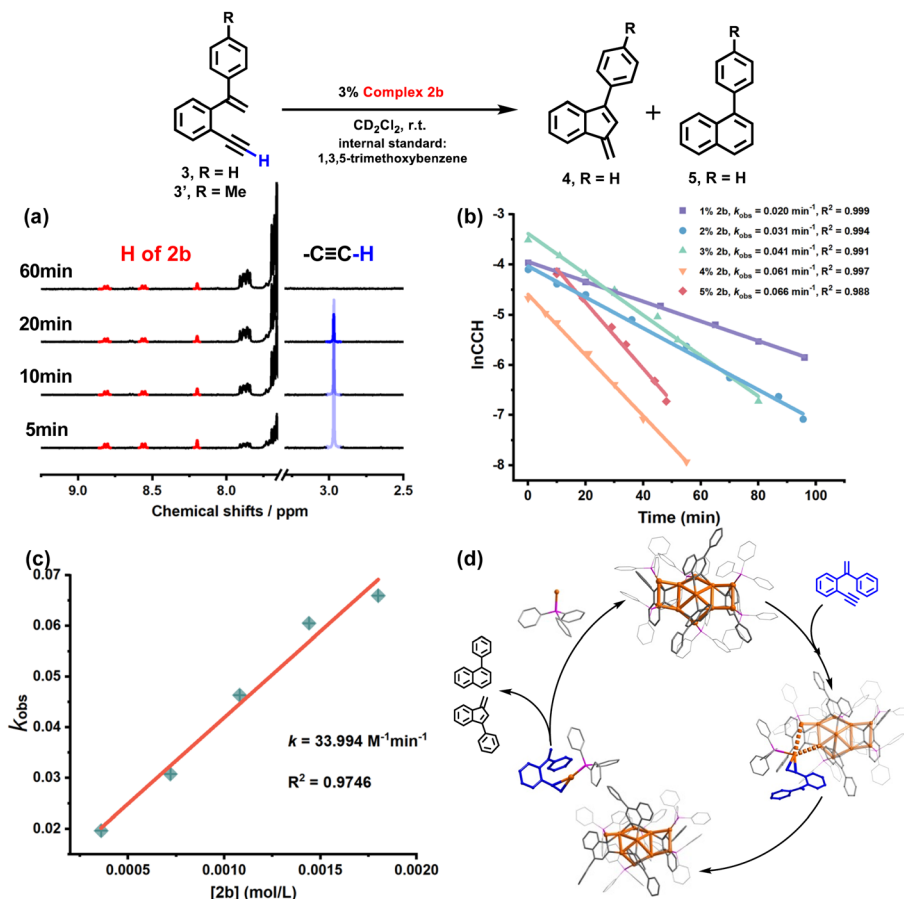 R
R
3% Complex 2b
CD2Cl2, r.t.
internal standard:
1,3,5-trimethoxybenzene
+
H
3, R = H
3', R = Me
4, R = H
5, R = H
R
(a)
H of 2b
-C≡C-H
60min
20min
10min
5min
9.0
8.5
8.0
3.0
2.5
Chemical shifts / ppm
(b)
1% 2b, kobs = 0.020 min-1, R2 = 0.999
2% 2b, kobs = 0.031 min-1, R2 = 0.994
3% 2b, kobs = 0.041 min-1, R2 = 0.991
4% 2b, kobs = 0.061 min-1, R2 = 0.997
5% 2b, kobs = 0.066 min-1, R2 = 0.988
lnCCH
-3
-4
-5
-6
-7
-8
0
20
40
60
80
100
Time (min)
(c)
kobs
0.07
0.06
0.05
0.04
0.03
0.02
k = 33.994 M-1min-1
R2 = 0.9746
0.0005
0.0010
0.0015
0.0020
[2b] (mol/L)
(d)